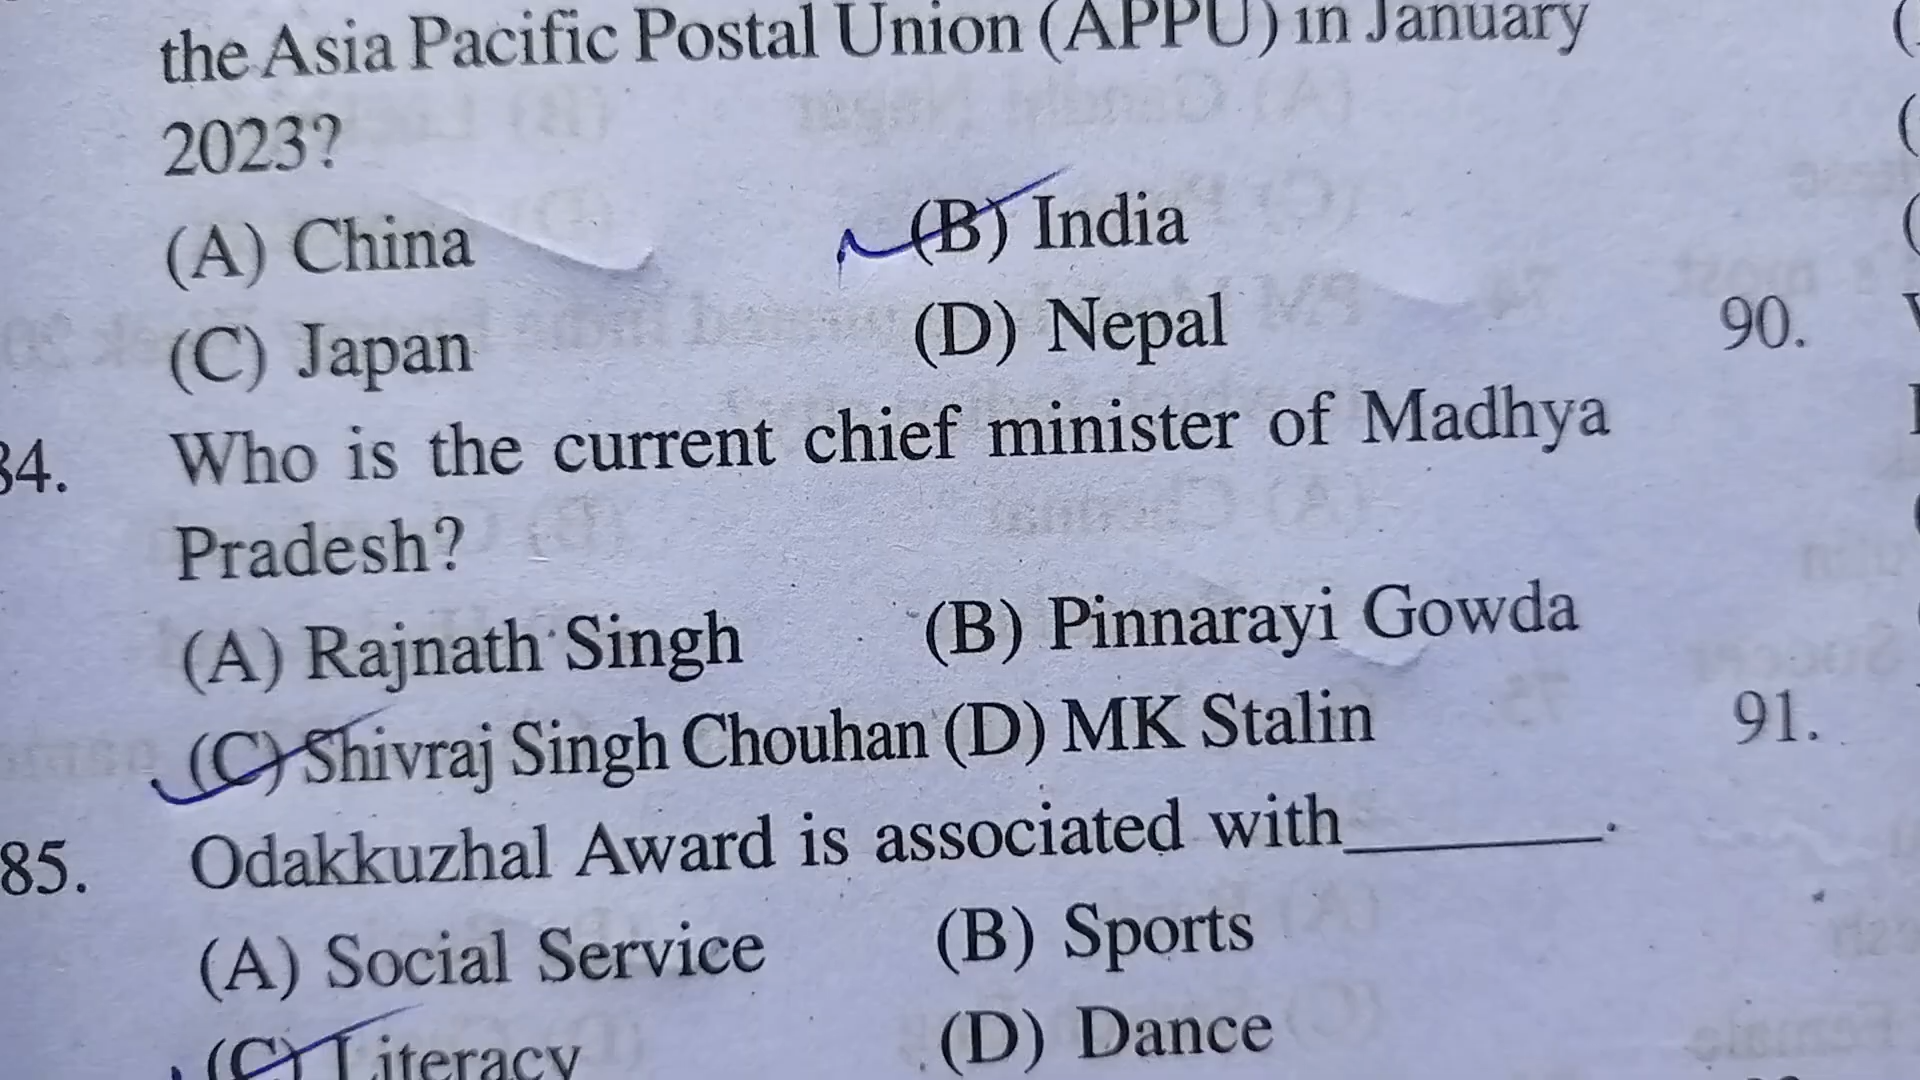 the Asia Pacific Postal Union (APPU) in January
2023?
(A) China (B) India
(C) Japan (D) Nepal
90.
84. Who is the current chief minister of Madhya
Pradesh?
(A) Rajnath Singh (B) Pinnarayi Gowda
(C) Shivraj Singh Chouhan (D) MK Stalin
91.
85. Odakkuzhal Award is associated with________.
(A) Social Service (B) Sports
(C) Literacy (D) Dance